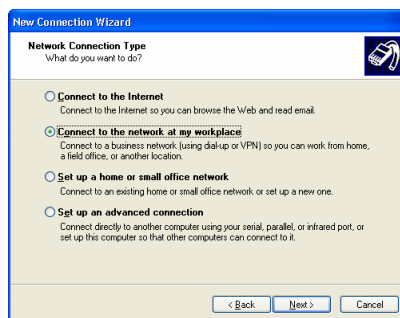 New Connection Wizard
Network Connection Type
What do you want to do?
Connect to the Internet
Connect to the Internet so you can browse the Web and read email.
Connect to the network at my workplace
Connect to a business network (using dial-up or VPN) so you can work from home,
a field office, or another location.
Set up a home or small office network
Connect to an existing home or small office network or set up a new one.
Set up an advanced connection
Connect directly to another computer using your serial, parallel, or infrared port, or
set up this computer so that other computers can connect to it.
< Back Next > Cancel